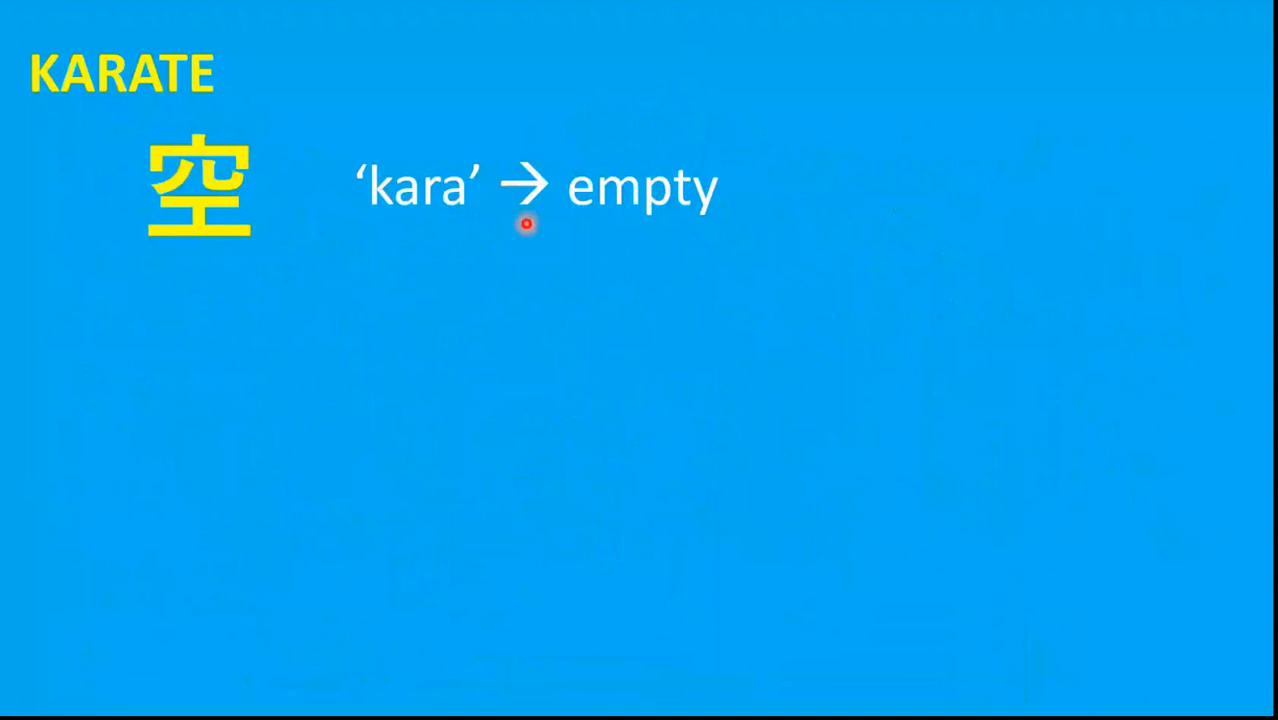 KARATE
空 ‘kara’ → empty